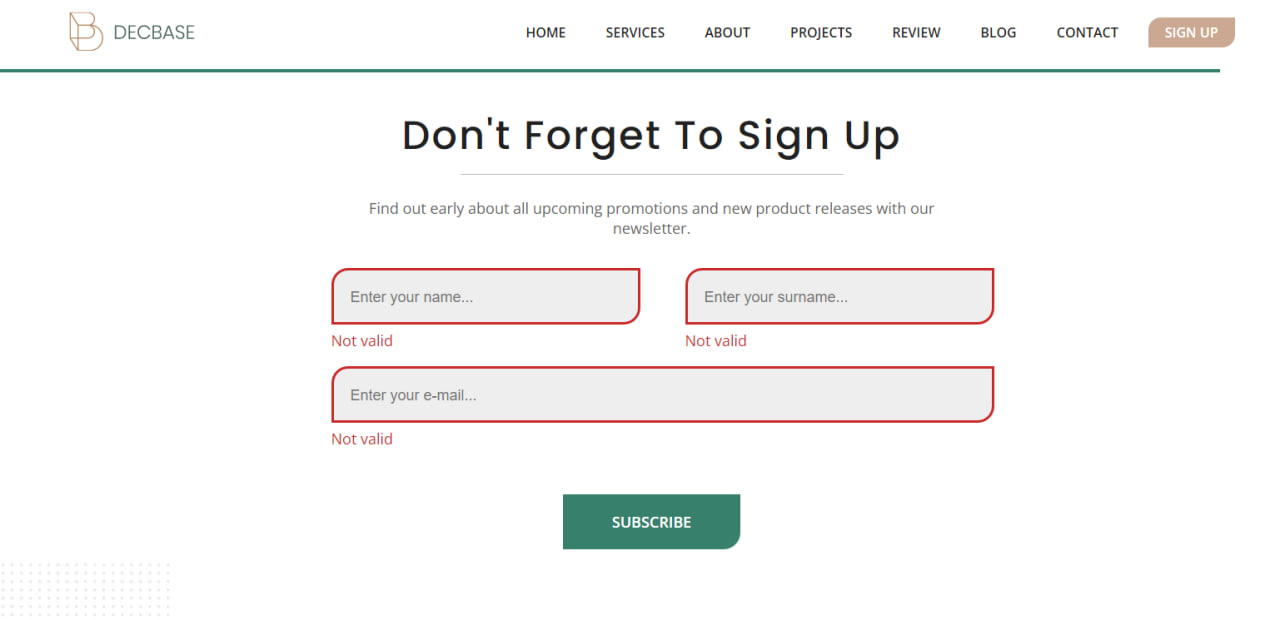 DECBASE
HOME SERVICES ABOUT PROJECTS REVIEW BLOG CONTACT SIGN UP
Don't Forget To Sign Up
Find out early about all upcoming promotions and new product releases with our
newsletter.
Enter your name... Enter your surname...
Not valid Not valid
Enter your e-mail...
Not valid
SUBSCRIBE